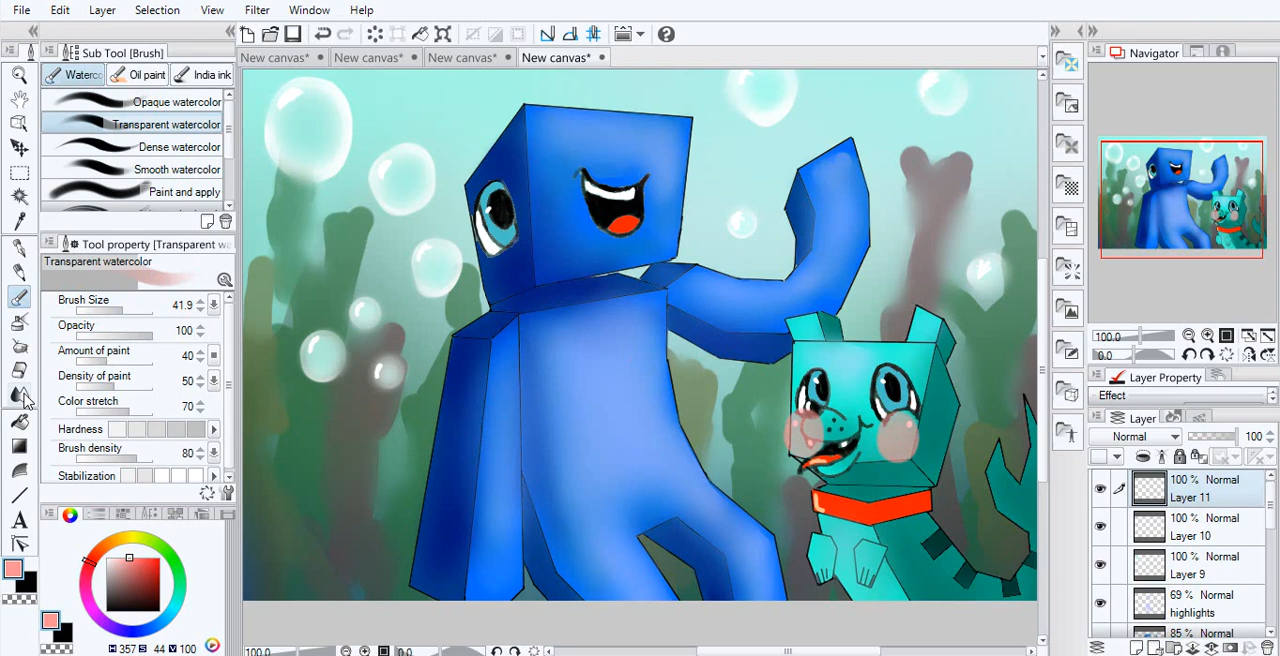 File Edit Layer Selection View Filter Window Help
Sub Tool [Brush]
Waterco Oil paint India ink
Opaque watercolor
Transparent watercolor
Dense watercolor
Smooth watercolor
Paint and apply
Tool property [Transparent wa
Transparent watercolor
Brush Size 41.9
Opacity 100
Amount of paint 40
Density of paint 50
Color stretch 70
Hardness
Brush density 80
Stabilization
H 357 S 44 V 100
New canvas* New canvas* New canvas* New canvas*
100.0 0.0
Navigator
100.0
0.0
Layer Property
Effect
Layer
Normal 100
100 % Normal
Layer 11
100 % Normal
Layer 10
100 % Normal
Layer 9
69 % Normal
highlights
85 % Normal